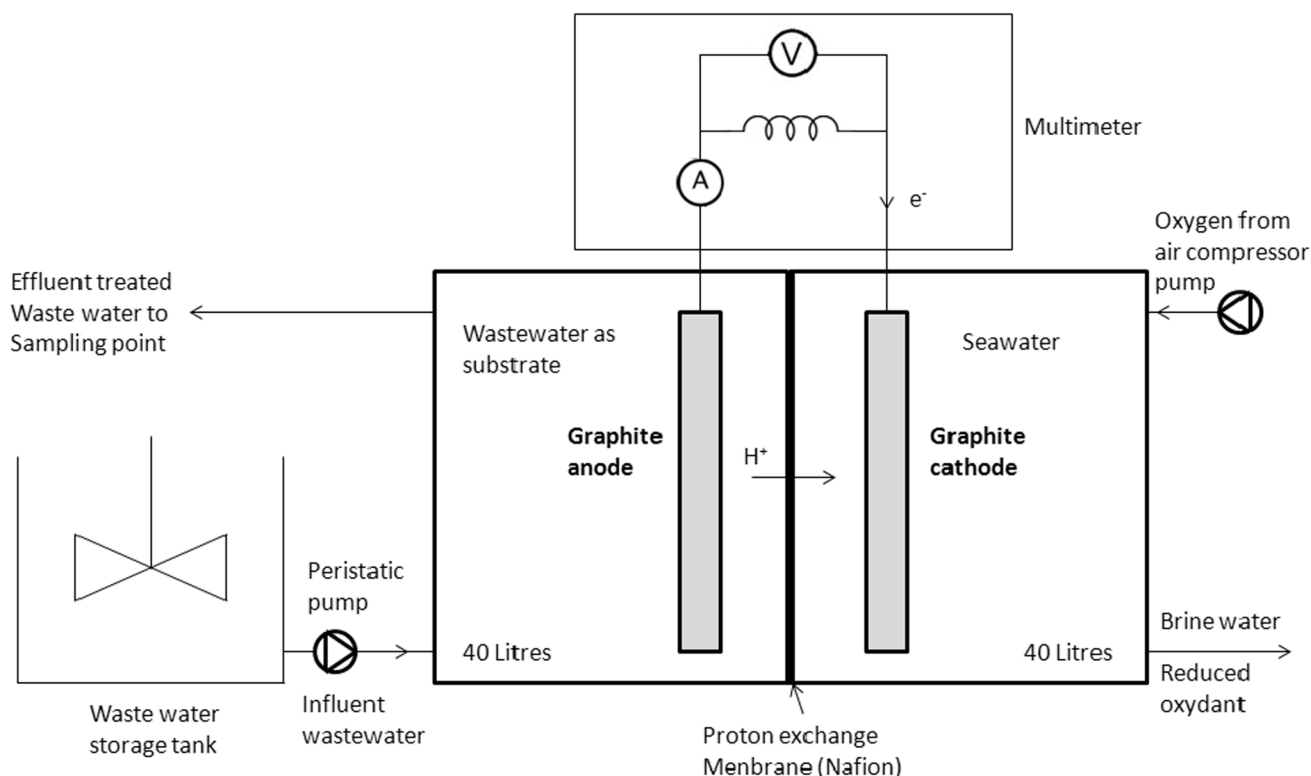 V
Multimeter
A
e-
Oxygen from
air compressor
pump
Effluent treated
Waste water to
Sampling point
Wastewater as
substrate
Seawater
Graphite
anode
H+
Graphite
cathode
Peristatic
pump
40 Litres
40 Litres
Brine water
Reduced
oxydant
Influent
wastewater
Waste water
storage tank
Proton exchange
Menbrane (Nafion)